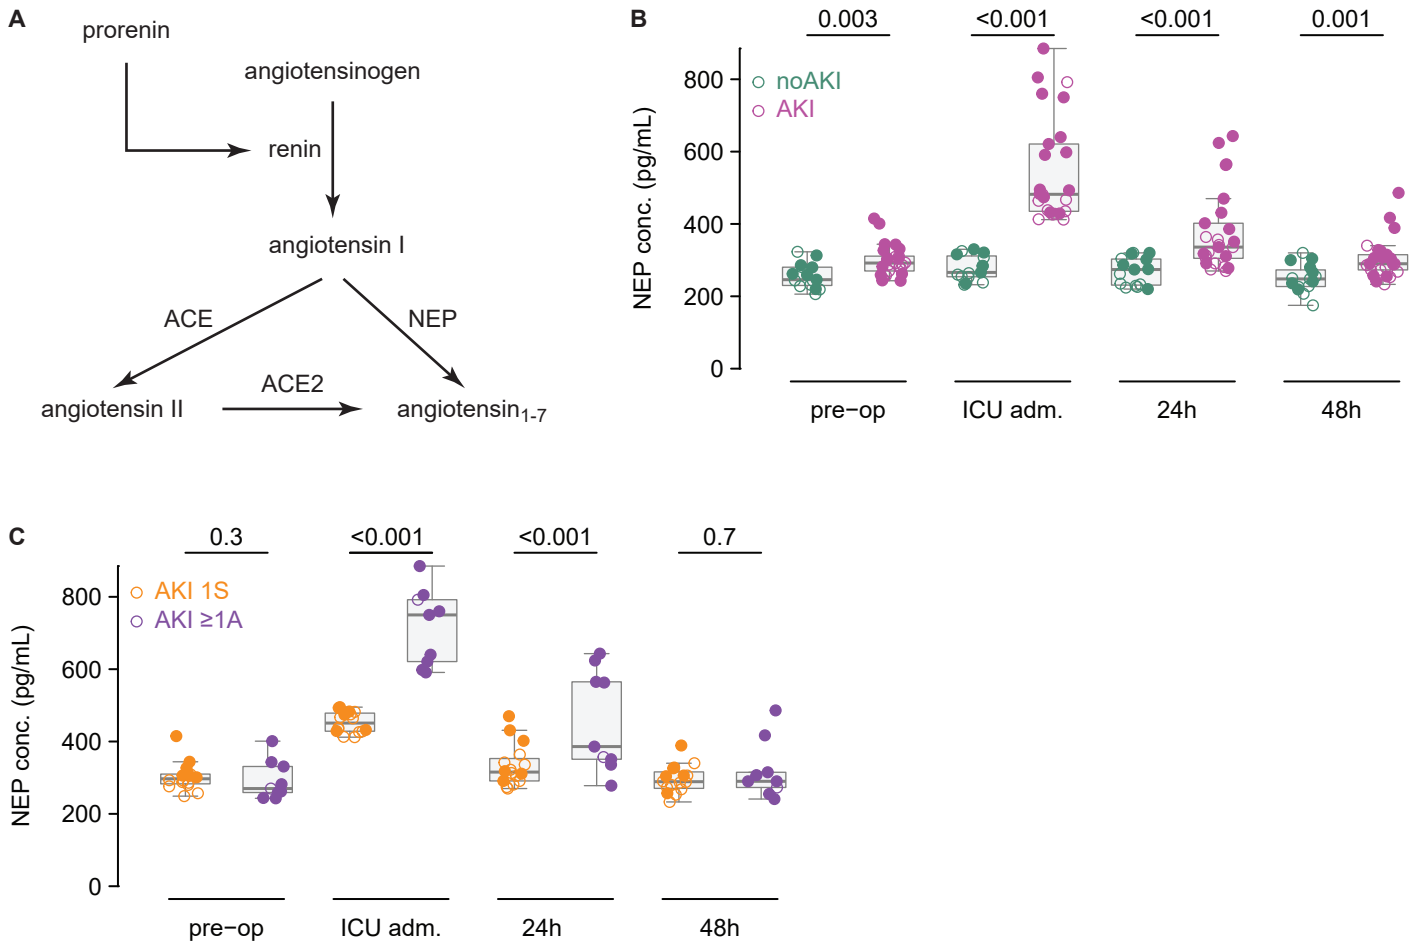 A
prorenin
angiotensinogen
renin
angiotensin I
ACE
NEP
ACE2
angiotensin II
angiotensin1-7
B
0.003
<0.001
<0.001
0.001
NEP conc. (pg/mL)
800
600
400
200
0
noAKI
AKI
pre−op
ICU adm.
24h
48h
C
0.3
<0.001
<0.001
0.7
NEP conc. (pg/mL)
800
600
400
200
0
AKI 1S
AKI ≥1A
pre−op
ICU adm.
24h
48h